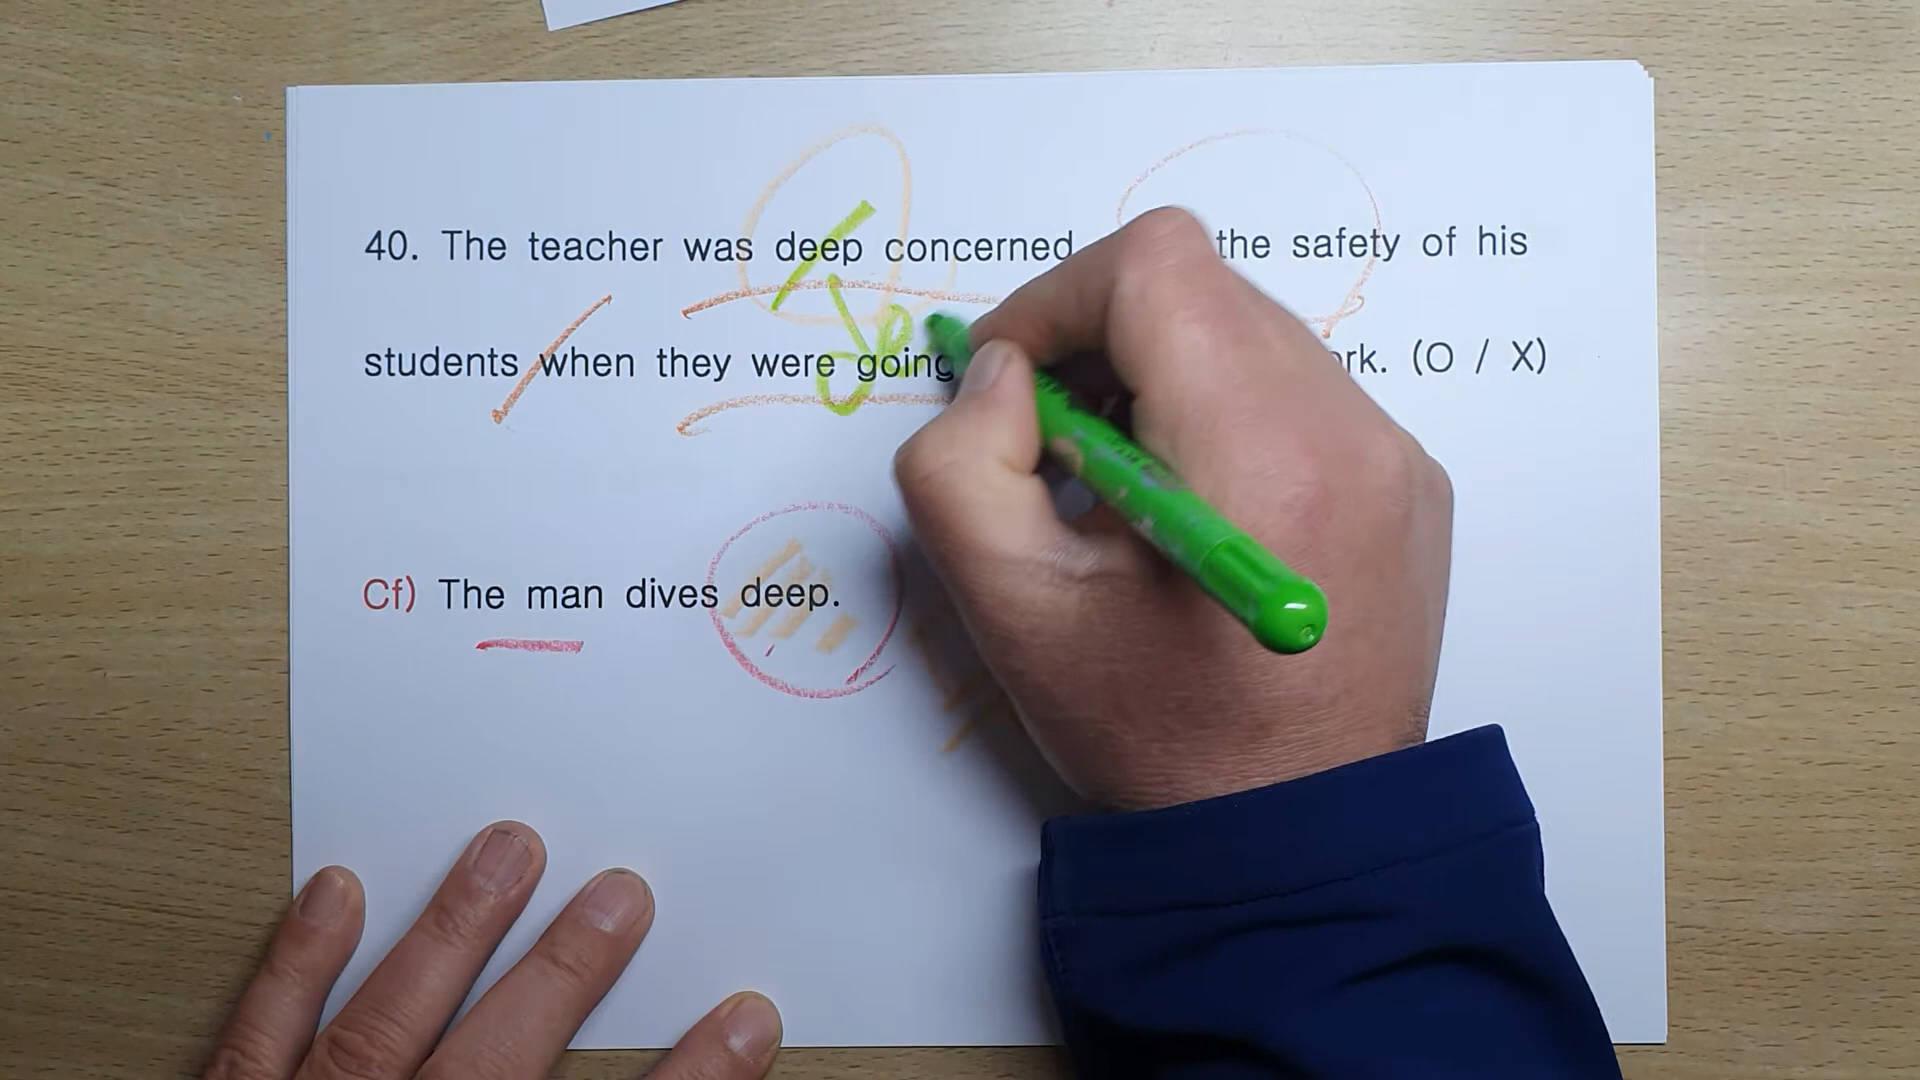 40. The teacher was deep concerned the safety of his
students when they were going (O / X)
de
Cf) The man dives deep.